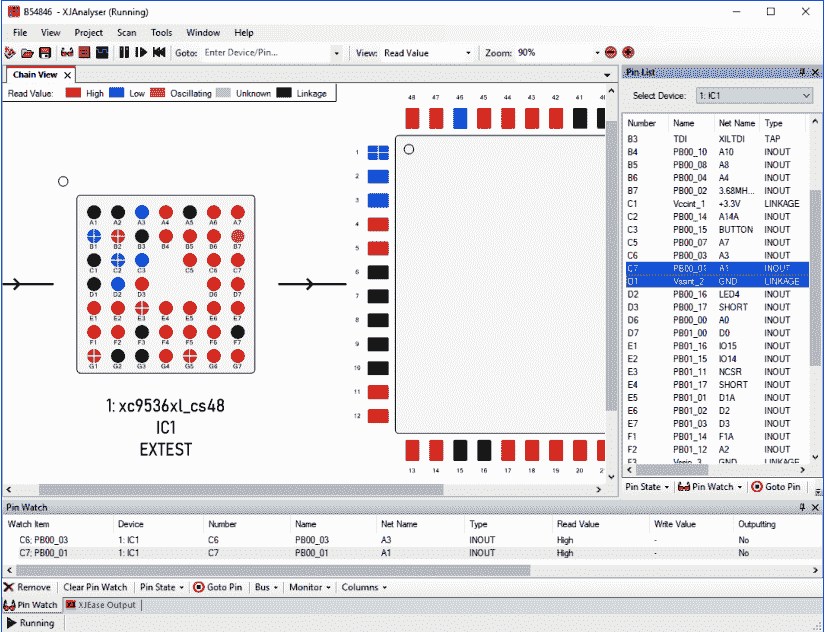 B54846 - XJAnalyser (Running)
File View Project Scan Tools Window Help
Goto: Enter Device/Pin... View: Read Value Zoom: 90%
Chain View
Read Value: High Low Oscillating Unknown Linkage
48 47 46 45 44 43 42 41
1
2
3
4
5
6
7
8
9
10
11
12
13 14 15 16 17 18 19 20
A1 A2 A3 A4 A5 A6 A7
B1 B2 B3 B4 B5 B6 B7
C1 C2 C3 C5 C6 C7
D1 D2 D3 D6 D7
E1 E2 E3 E4 E5 E6 E7
F1 F2 F3 F4 F5 F6 F7
G1 G2 G3 G4 G5 G6 G7
1: xc9536xl_cs48
IC1
EXTEST
Pin List
Select Device: 1: IC1
Number Name Net Name Type
B3 TDI XILTDI TAP
B4 PB00_10 A10 INOUT
B5 PB00_08 A8 INOUT
B6 PB00_04 A4 INOUT
B7 PB00_02 3.68MH... INOUT
C1 Vccint_1 +3.3V LINKAGE
C2 PB00_14 A14A INOUT
C3 PB00_15 BUTTON INOUT
C5 PB00_07 A7 INOUT
C6 PB00_03 A3 INOUT
C7 PB00_01 A1 INOUT
D1 Vssint_2 GND LINKAGE
D2 PB00_16 LED4 INOUT
D3 PB00_17 SHORT INOUT
D6 PB00_00 A0 INOUT
D7 PB01_00 D0 INOUT
E1 PB01_16 IO15 INOUT
E2 PB01_15 IO14 INOUT
E3 PB01_11 NCSR INOUT
E4 PB01_17 SHORT INOUT
E5 PB01_01 D1A INOUT
E6 PB01_02 D2 INOUT
E7 PB01_03 D3 INOUT
F1 PB01_14 F1A INOUT
F2 PB01_12 A2 INOUT
F3 GND LINKAGE
Pin State Pin Watch Goto Pin
Pin Watch
Watch Item Device Number Name Net Name Type Read Value Write Value Outputting
C6; PB00_03 1: IC1 C6 PB00_03 A3 INOUT High - No
C7; PB00_01 1: IC1 C7 PB00_01 A1 INOUT High - No
Remove Clear Pin Watch Pin State Goto Pin Bus Monitor Columns
Pin Watch XJEase Output
Running